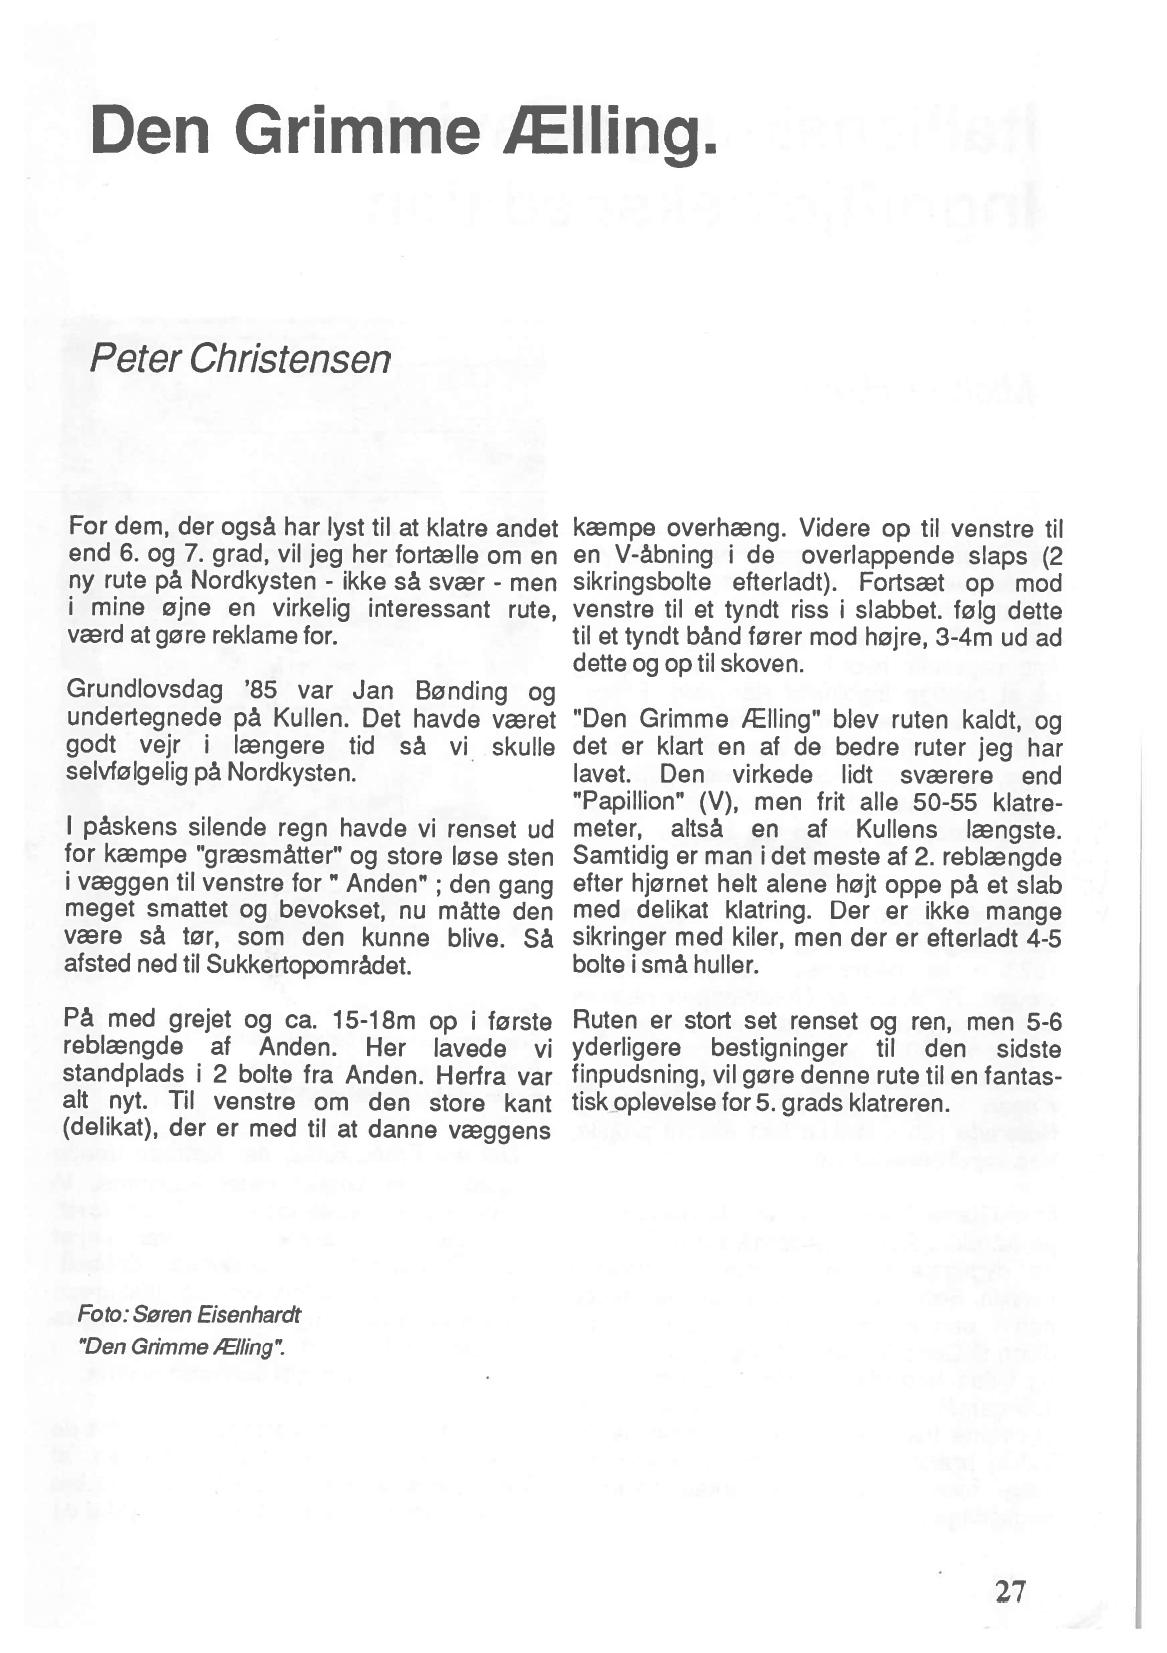 Den Grimme Ælling.
Peter Christensen
For dem, der også har lyst til at klatre andet
end 6. og 7. grad, vil jeg her fortælle om en
ny rute på Nordkysten - ikke så svær - men
i mine øjne en virkelig interessant rute,
værd at gøre reklame for.
Grundlovsdag '85 var Jan Bønding og
undertegnede på Kullen. Det havde været
godt vejr i længere tid så vi skulle
selvfølgelig på Nordkysten.
I påskens silende regn havde vi renset ud
for kæmpe "græsmåtter" og store løse sten
i væggen til venstre for " Anden" ; den gang
meget smattet og bevokset, nu måtte den
være så tør, som den kunne blive. Så
afsted ned til Sukkertopområdet.
På med grejet og ca. 15-18m op i første
reblængde af Anden. Her lavede vi
standplads i 2 bolte fra Anden. Herfra var
alt nyt. Til venstre om den store kant
(delikat), der er med til at danne væggens
kæmpe overhæng. Videre op til venstre til
en V-åbning i de overlappende slaps (2
sikringsbolte efterladt). Fortsæt op mod
venstre til et tyndt riss i slabbet. følg dette
til et tyndt bånd fører mod højre, 3-4m ud ad
dette og op til skoven.
"Den Grimme Ælling" blev ruten kaldt, og
det er klart en af de bedre ruter jeg har
lavet. Den virkede lidt sværere end
"Papillion" (V), men frit alle 50-55 klatre-
meter, altså en af Kullens længste.
Samtidig er man i det meste af 2. reblængde
efter hjørnet helt alene højt oppe på et slab
med delikat klatring. Der er ikke mange
sikringer med kiler, men der er efterladt 4-5
bolte i små huller.
Ruten er stort set renset og ren, men 5-6
yderligere bestigninger til den sidste
finpudsning, vil gøre denne rute til en fantas-
tisk oplevelse for 5. grads klatreren.
Foto: Søren Eisenhardt
"Den Grimme Ælling".
27